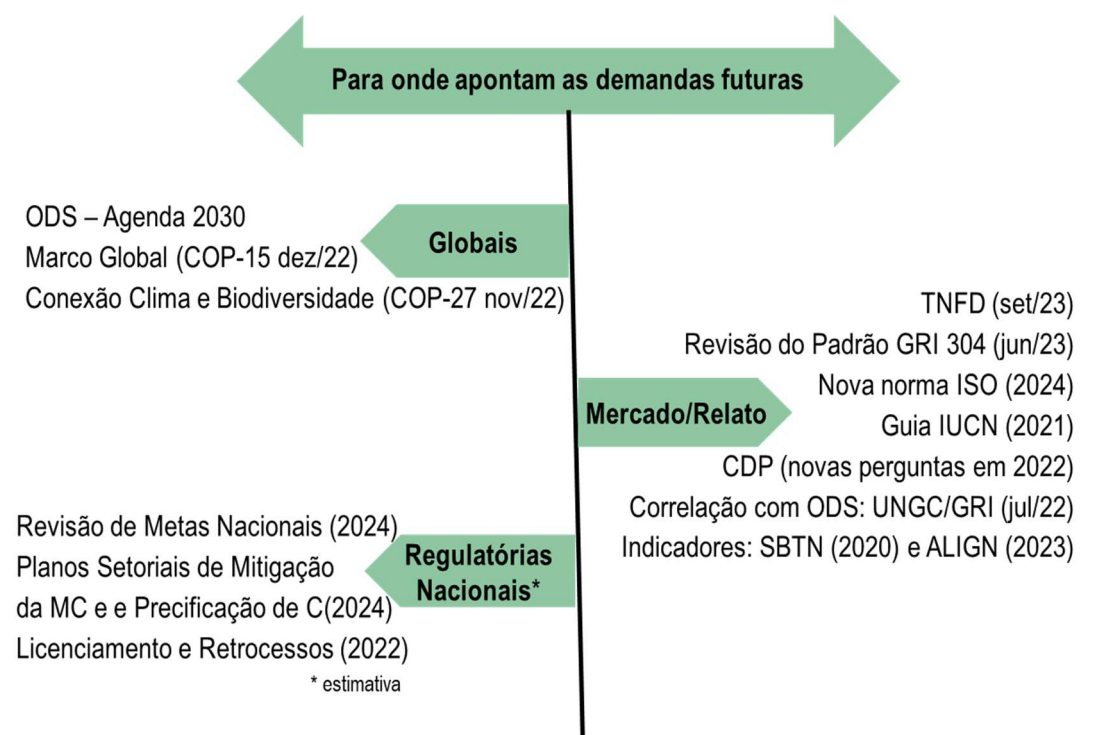 Para onde apontam as demandas futuras
Globais
ODS – Agenda 2030
Marco Global (COP-15 dez/22)
Conexão Clima e Biodiversidade (COP-27 nov/22)
Mercado/Relato
TNFD (set/23)
Revisão do Padrão GRI 304 (jun/23)
Nova norma ISO (2024)
Guia IUCN (2021)
CDP (novas perguntas em 2022)
Correlação com ODS: UNGC/GRI (jul/22)
Indicadores: SBTN (2020) e ALIGN (2023)
Regulatórias
Nacionais*
Revisão de Metas Nacionais (2024)
Planos Setoriais de Mitigação
da MC e e Precificação de C(2024)
Licenciamento e Retrocessos (2022)
* estimativa